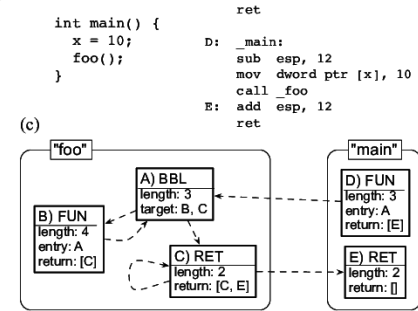 ret
int main() {
x = 10;
foo();
}
D: _main:
sub esp, 12
mov dword ptr [x], 10
call _foo
E: add esp, 12
ret
(c)
"foo"
A) BBL
length: 3
target: B, C
B) FUN
length: 4
entry: A
return: [C]
C) RET
length: 2
return: [C, E]
"main"
D) FUN
length: 3
entry: A
return: [E]
E) RET
length: 2
return: []